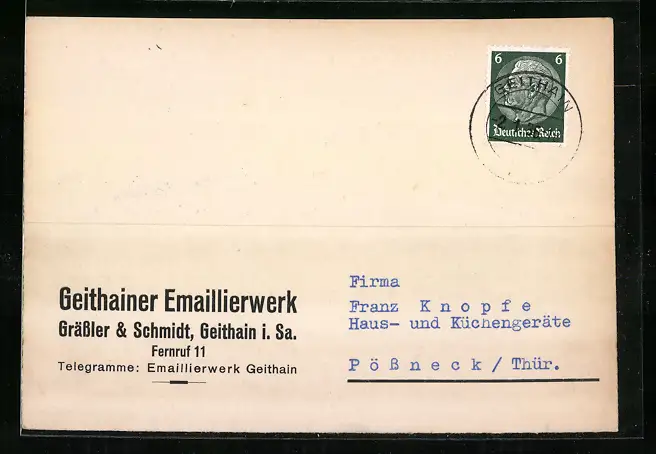 6 6
GEITHAIN
Deutsches Reich
Geithainer Emaillierwerk
Gräßler & Schmidt, Geithain i. Sa.
Fernruf 11
Telegramme: Emaillierwerk Geithain
Firma
Franz Knopfe
Haus- und Küchengeräte
Pößneck/Thür.